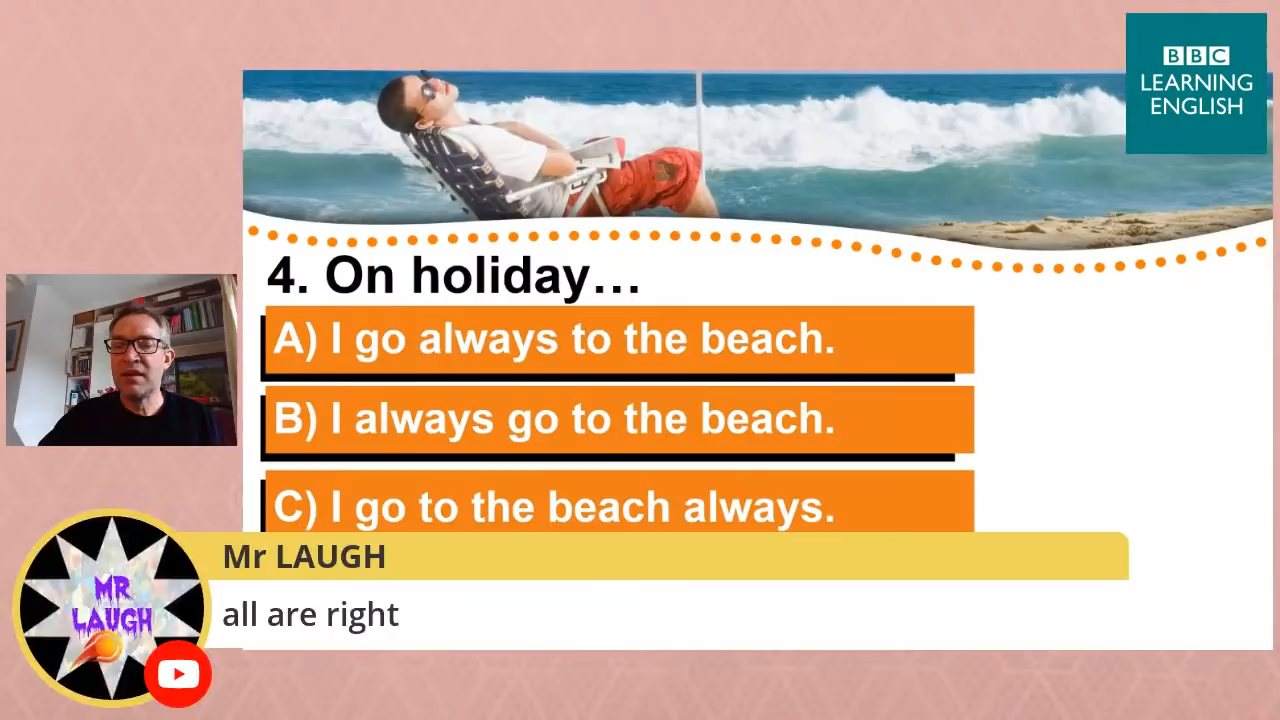 BBC
LEARNING
ENGLISH
4. On holiday…
A) I go always to the beach.
B) I always go to the beach.
C) I go to the beach always.
Mr LAUGH
all are right
MR
LAUGH